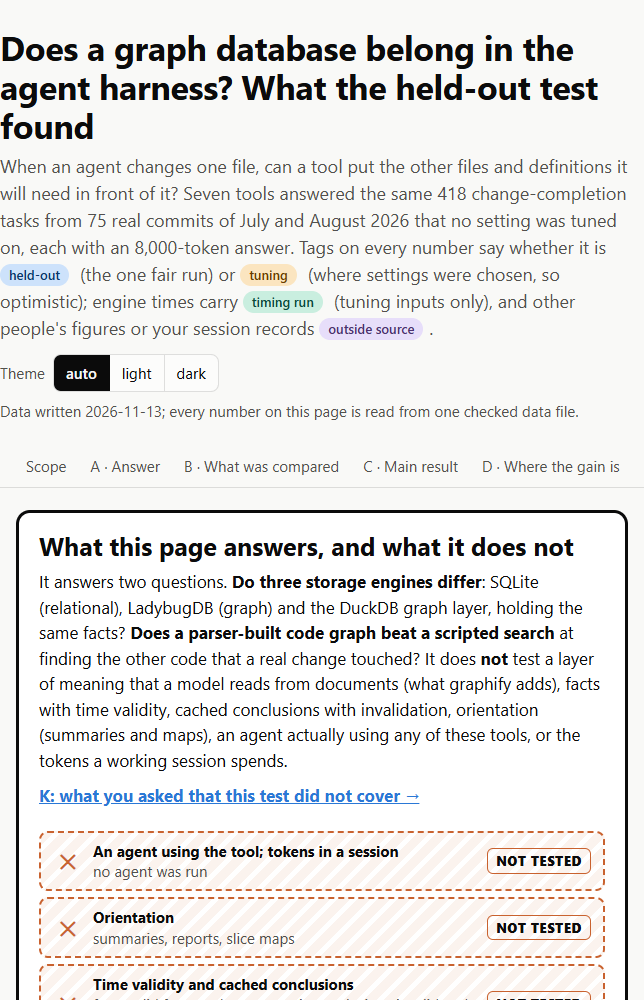 Does a graph database belong in the
agent harness? What the held-out test
found
When an agent changes one file, can a tool put the other files and definitions it
will need in front of it? Seven tools answered the same 418 change-completion
tasks from 75 real commits of July and August 2026 that no setting was tuned
on, each with an 8,000-token answer. Tags on every number say whether it is
held-out (the one fair run) or tuning (where settings were chosen, so
optimistic); engine times carry timing run (tuning inputs only), and other
people's figures or your session records outside source .
Theme auto light dark
Data written 2026-11-13; every number on this page is read from one checked data file.
Scope A · Answer B · What was compared C · Main result D · Where the gain is
What this page answers, and what it does not
It answers two questions. Do three storage engines differ: SQLite
(relational), LadybugDB (graph) and the DuckDB graph layer, holding the
same facts? Does a parser-built code graph beat a scripted search at
finding the other code that a real change touched? It does not test a layer
of meaning that a model reads from documents (what graphify adds), facts
with time validity, cached conclusions with invalidation, orientation
(summaries and maps), an agent actually using any of these tools, or the
tokens a working session spends.
K: what you asked that this test did not cover →
An agent using the tool; tokens in a session
no agent was run
NOT TESTED
Orientation
summaries, reports, slice maps
NOT TESTED
Time validity and cached conclusions